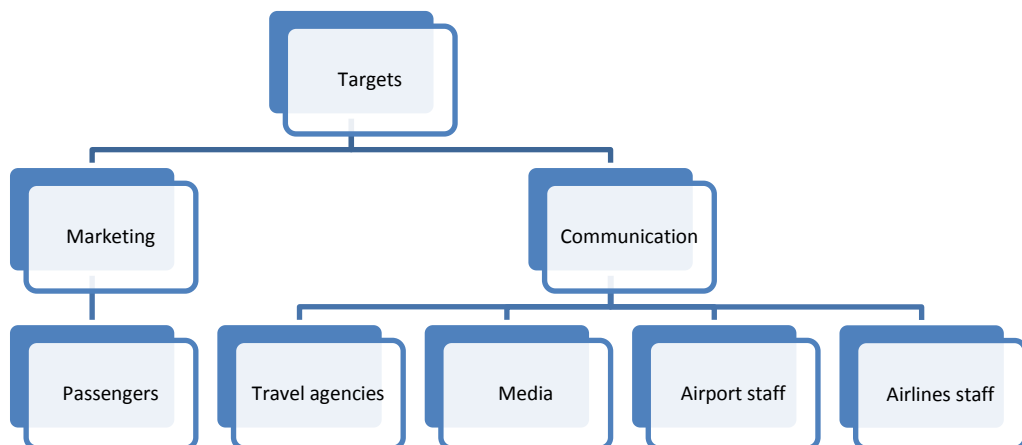 Targets
Marketing
Communication
Passengers
Travel agencies
Media
Airport staff
Airlines staff